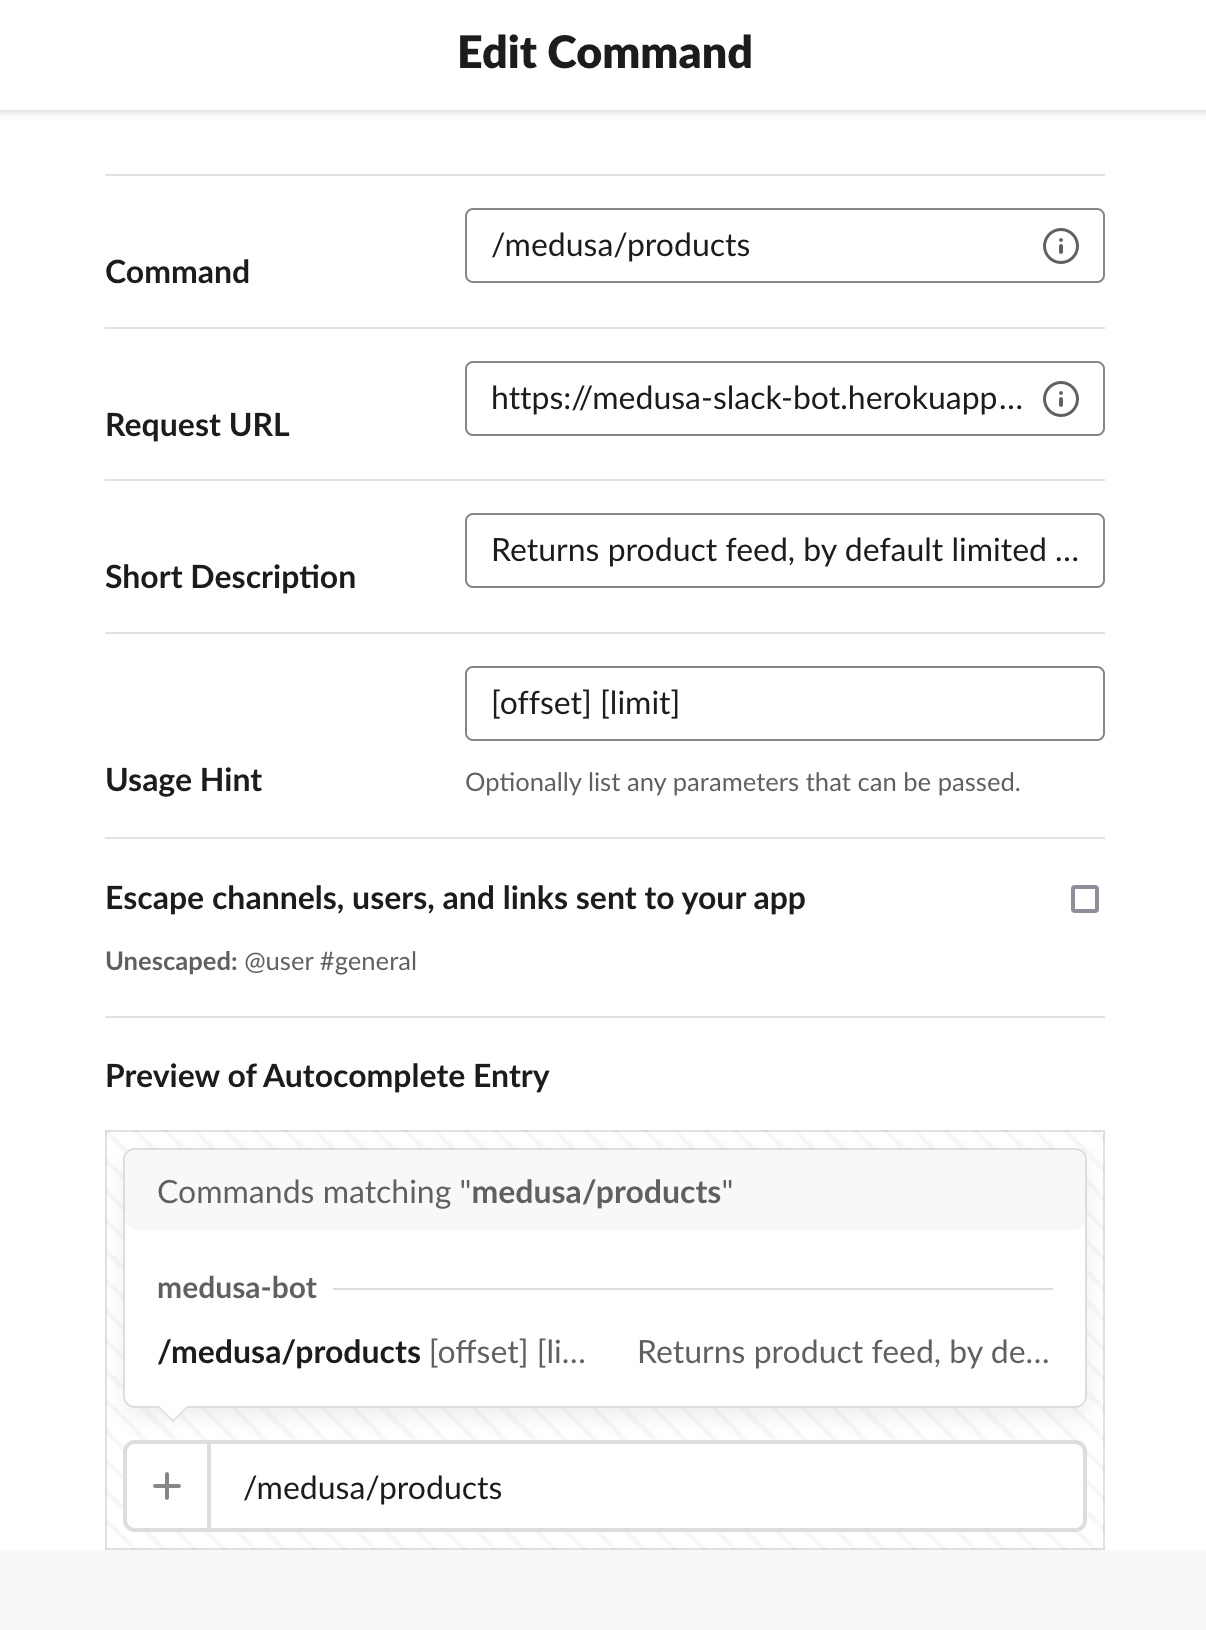 Edit Command
Command
/medusa/products
Request URL
https://medusa-slack-bot.herokuapp...
Short Description
Returns product feed, by default limited ...
[offset] [limit]
Usage Hint
Optionally list any parameters that can be passed.
Escape channels, users, and links sent to your app
Unescaped: @user #general
Preview of Autocomplete Entry
Commands matching "medusa/products"
medusa-bot
/medusa/products [offset] [li... Returns product feed, by de...
+ /medusa/products